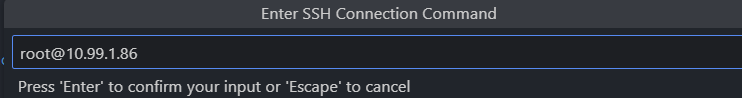 Enter SSH Connection Command
root@10.99.1.86
Press 'Enter' to confirm your input or 'Escape' to cancel